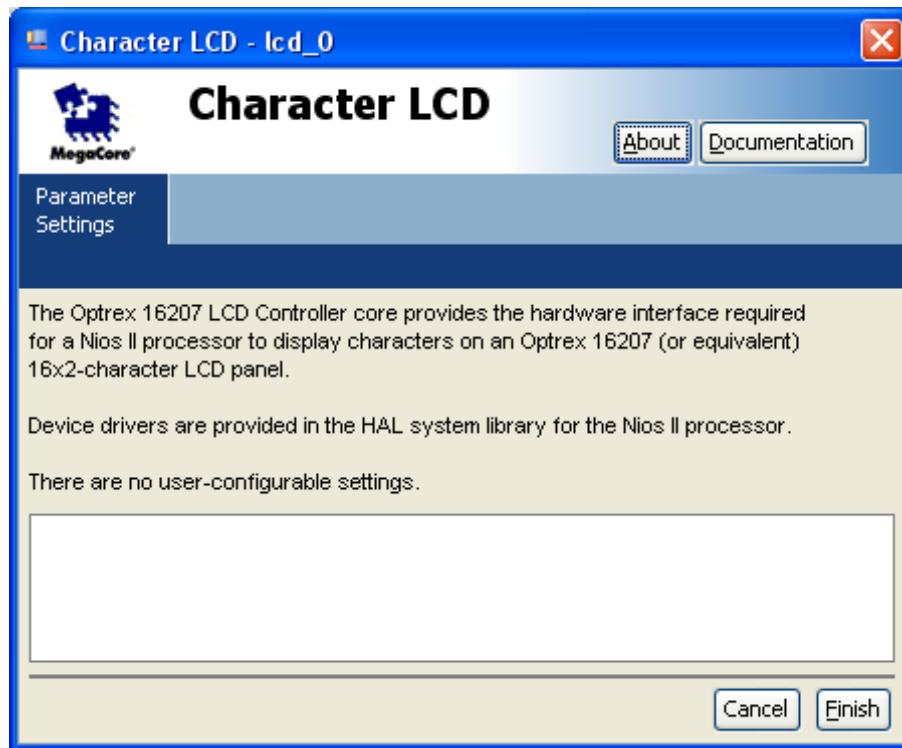 Character LCD - lcd_0
MegaCore®
Character LCD
About
Documentation
Parameter
Settings
The Optrex 16207 LCD Controller core provides the hardware interface required
for a Nios II processor to display characters on an Optrex 16207 (or equivalent)
16x2-character LCD panel.
Device drivers are provided in the HAL system library for the Nios II processor.
There are no user-configurable settings.
Cancel
Finish